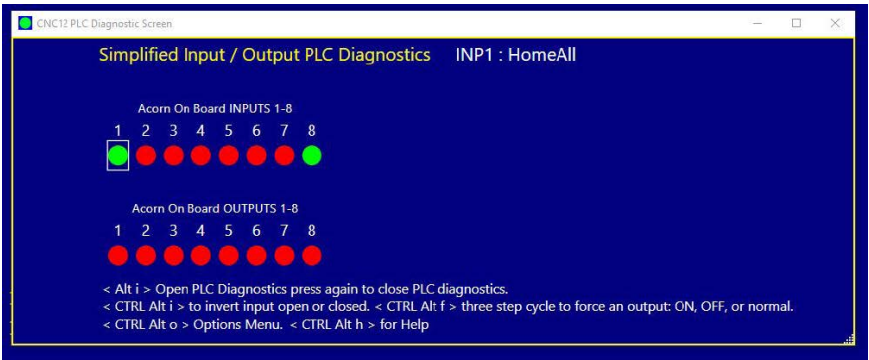 CNC12 PLC Diagnostic Screen
Simplified Input / Output PLC Diagnostics INP1 : HomeAll
Acorn On Board INPUTS 1-8
1 2 3 4 5 6 7 8
Acorn On Board OUTPUTS 1-8
1 2 3 4 5 6 7 8
< Alt i > Open PLC Diagnostics press again to close PLC diagnostics.
< CTRL Alt i > to invert input open or closed. < CTRL Alt f > three step cycle to force an output: ON, OFF, or normal.
< CTRL Alt o > Options Menu. < CTRL Alt h > for Help